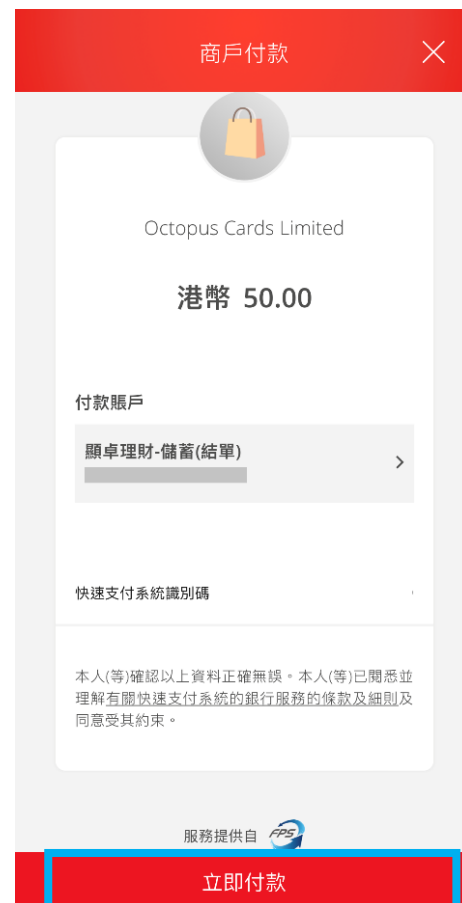 商戶付款
Octopus Cards Limited
港幣 50.00
付款賬戶
顯卓理財-儲蓄(結單)
快速支付系統識別碼
本人(等)確認以上資料正確無誤。本人(等)已閱悉並
理解有關快速支付系統的銀行服務的條款及細則及
同意受其約束。
服務提供自 FPS
立即付款